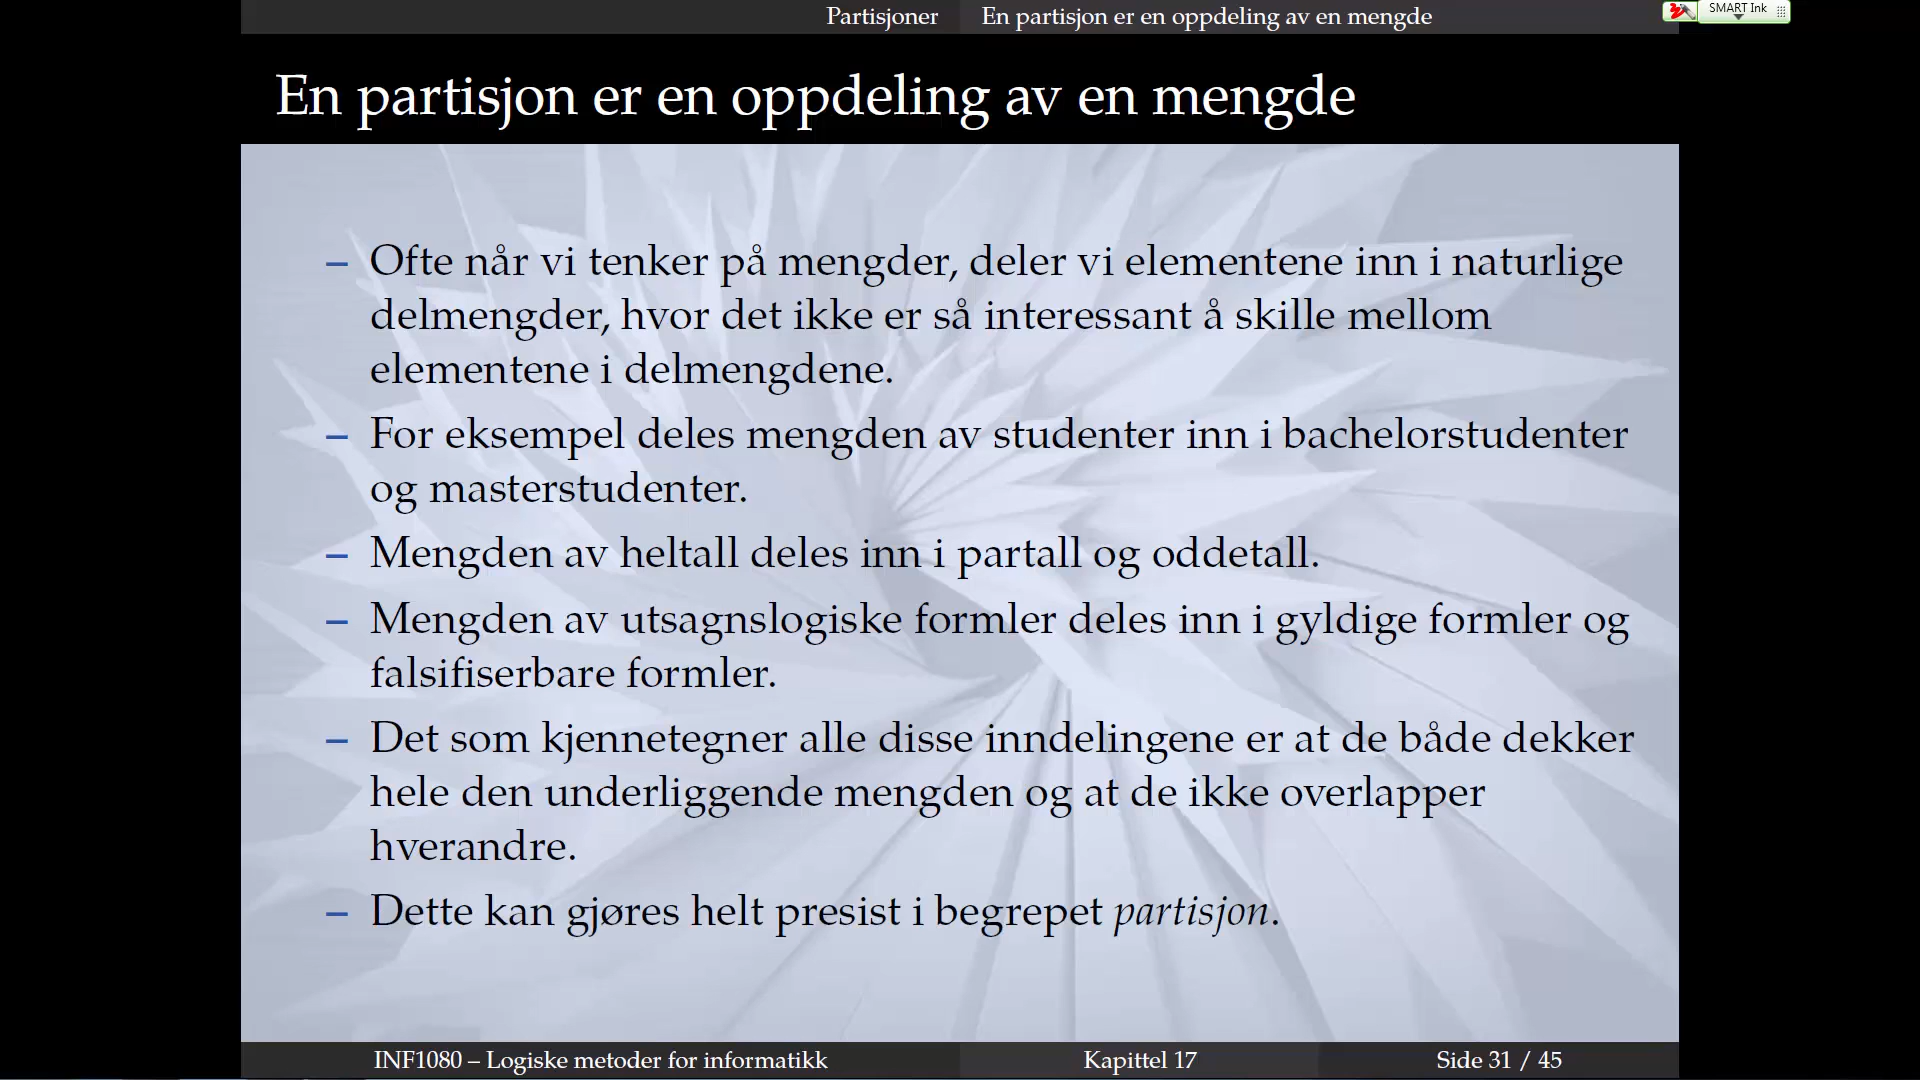 Partisjoner En partisjon er en oppdeling av en mengde
SMART Ink
En partisjon er en oppdeling av en mengde
– Ofte når vi tenker på mengder, deler vi elementene inn i naturlige
delmengder, hvor det ikke er så interessant å skille mellom
elementene i delmengdene.
– For eksempel deles mengden av studenter inn i bachelorstudenter
og masterstudenter.
– Mengden av heltall deles inn i partall og oddetall.
– Mengden av utsagnslogiske formler deles inn i gyldige formler og
falsifiserbare formler.
– Det som kjennetegner alle disse inndelingene er at de både dekker
hele den underliggende mengden og at de ikke overlapper
hverandre.
– Dette kan gjøres helt presist i begrepet partisjon.
INF1080 – Logiske metoder for informatikk Kapittel 17 Side 31 / 45